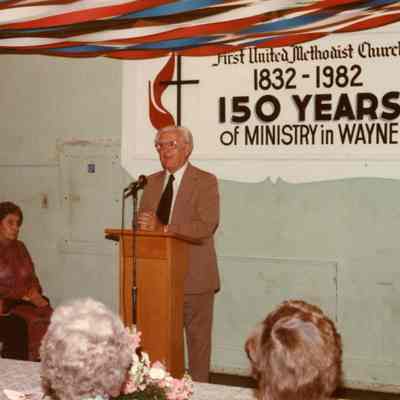 First United Methodist Church
1832 - 1982
150 YEARS
of MINISTRY in WAYNE